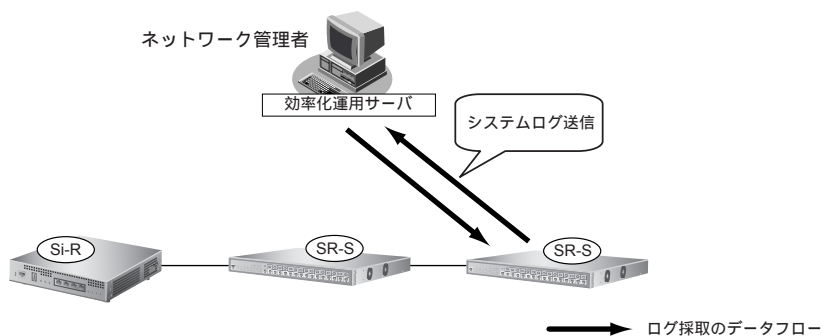 ネットワーク管理者
効率化運用サーバ
システムログ送信
Si-R
SR-S
SR-S
ログ採取のデータフロー